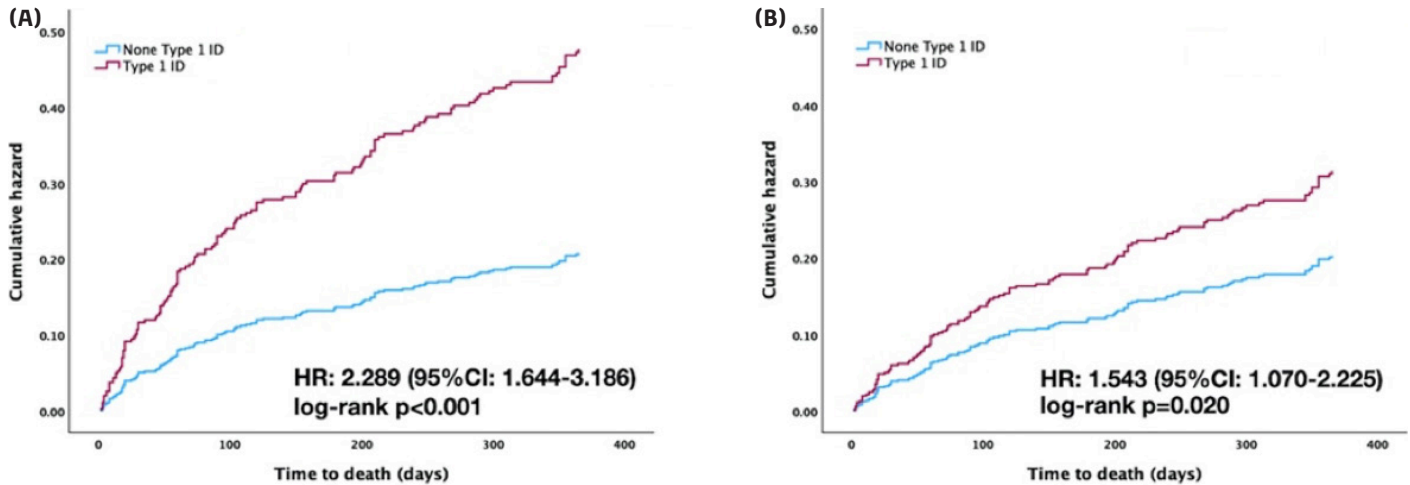 (A)
0.50
0.40
0.30
0.20
0.10
0.00
Cumulative hazard
None Type 1 ID
Type 1 ID
HR: 2.289 (95%CI: 1.644-3.186)
log-rank p<0.001
0 100 200 300 400
Time to death (days)
(B)
0.50
0.40
0.30
0.20
0.10
0.00
Cumulative hazard
None Type 1 ID
Type 1 ID
HR: 1.543 (95%CI: 1.070-2.225)
log-rank p=0.020
0 100 200 300 400
Time to death (days)